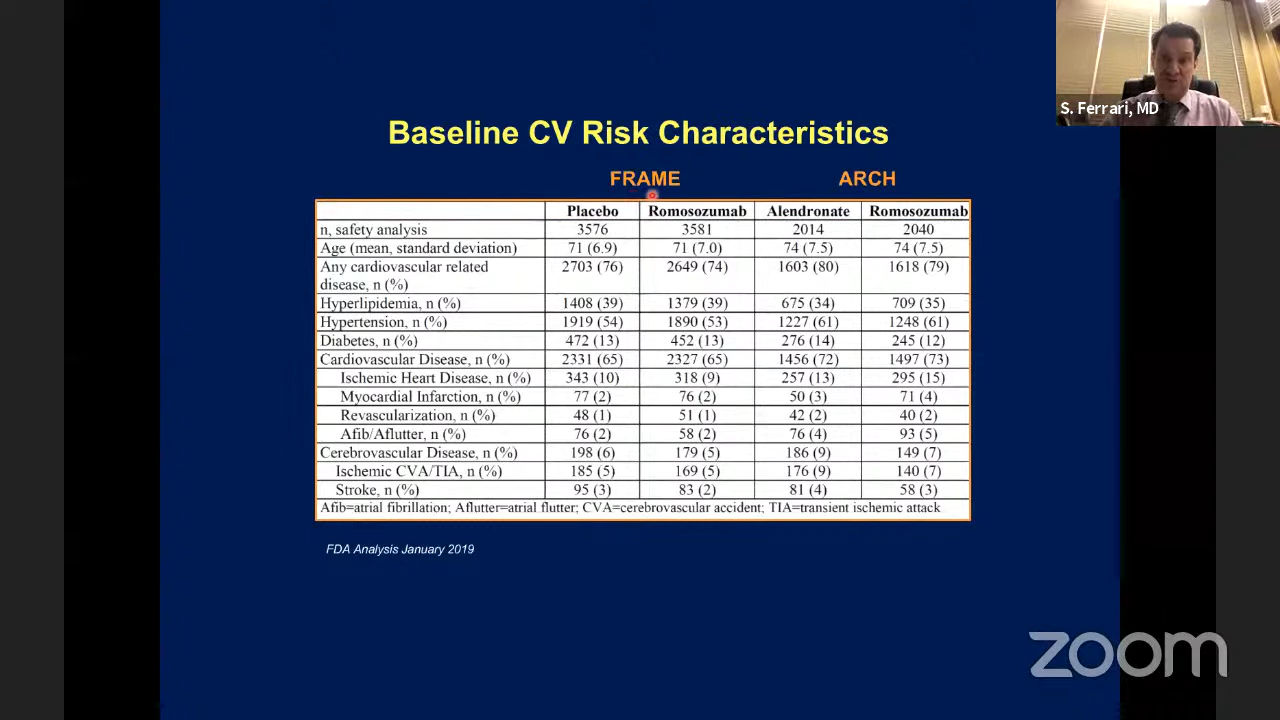 S. Ferrari, MD
Baseline CV Risk Characteristics
FRAME ARCH
Placebo Romosozumab Alendronate Romosozumab
n, safety analysis 3576 3581 2014 2040
Age (mean, standard deviation) 71 (6.9) 71 (7.0) 74 (7.5) 74 (7.5)
Any cardiovascular related 2703 (76) 2649 (74) 1603 (80) 1618 (79)
disease, n (%)
Hyperlipidemia, n (%) 1408 (39) 1379 (39) 675 (34) 709 (35)
Hypertension, n (%) 1919 (54) 1890 (53) 1227 (61) 1248 (61)
Diabetes, n (%) 472 (13) 452 (13) 276 (14) 245 (12)
Cardiovascular Disease, n (%) 2331 (65) 2327 (65) 1456 (72) 1497 (73)
Ischemic Heart Disease, n (%) 343 (10) 318 (9) 257 (13) 295 (15)
Myocardial Infarction, n (%) 77 (2) 76 (2) 50 (3) 71 (4)
Revascularization, n (%) 48 (1) 51 (1) 42 (2) 40 (2)
Afib/Aflutter, n (%) 76 (2) 58 (2) 76 (4) 93 (5)
Cerebrovascular Disease, n (%) 198 (6) 179 (5) 186 (9) 149 (7)
Ischemic CVA/TIA, n (%) 185 (5) 169 (5) 176 (9) 140 (7)
Stroke, n (%) 95 (3) 83 (2) 81 (4) 58 (3)
Afib=atrial fibrillation; Aflutter=atrial flutter; CVA=cerebrovascular accident; TIA=transient ischemic attack
FDA Analysis January 2019
zoom